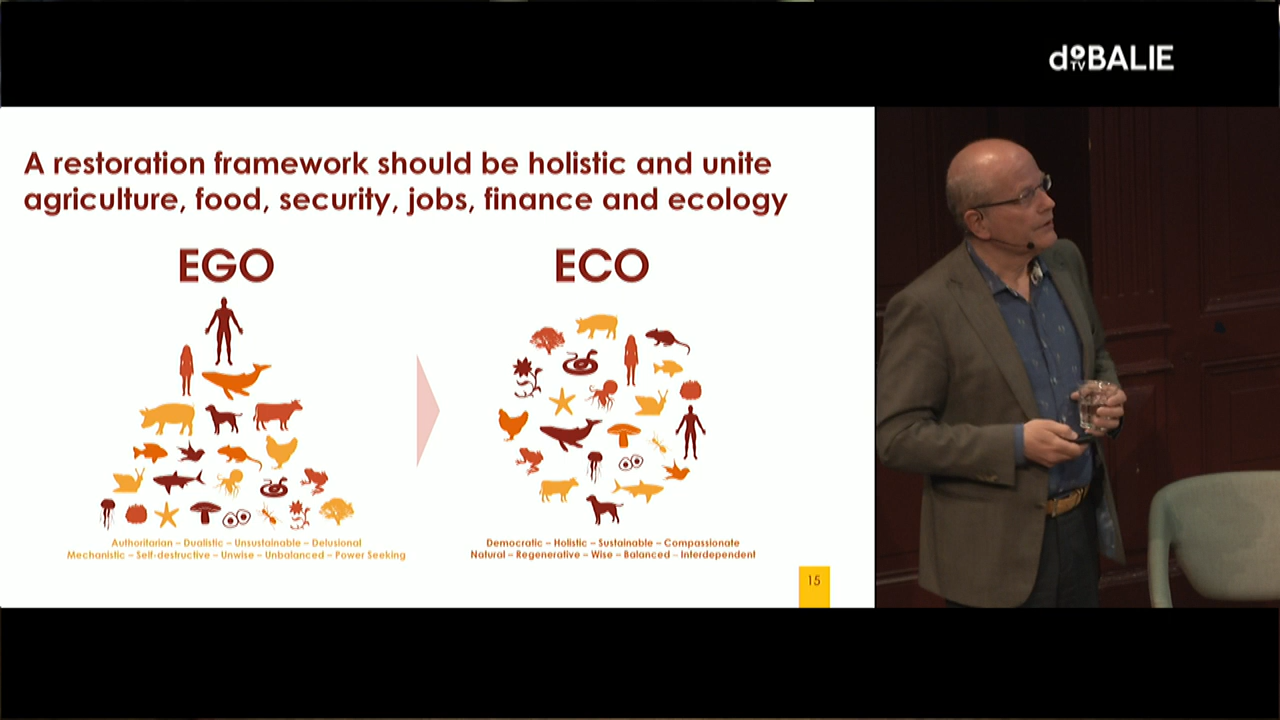 doTVBALIE
A restoration framework should be holistic and unite
agriculture, food, security, jobs, finance and ecology
EGO
ECO
Authoritarian – Dualistic – Unsustainable – Delusional
Mechanistic – Self-destructive – Unwise – Unbalanced – Power Seeking
Democratic – Holistic – Sustainable – Compassionate
Natural – Regenerative – Wise – Balanced – Interdependent
15